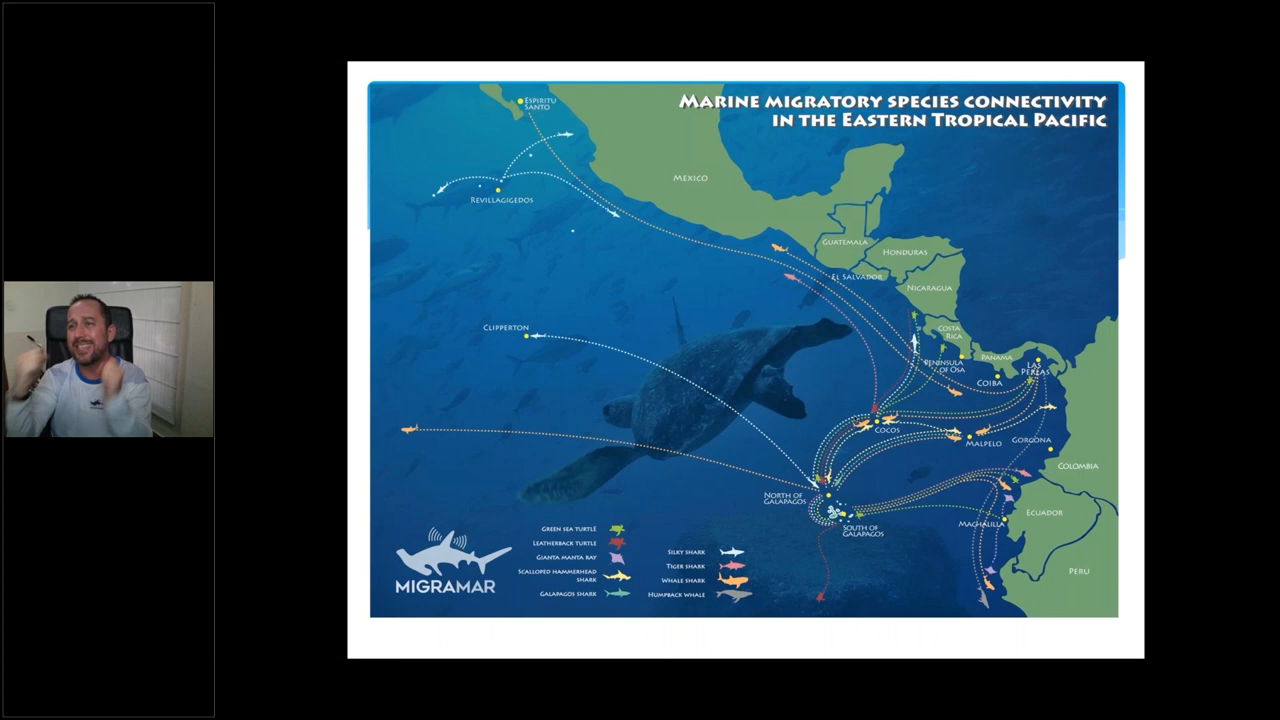 MARINE MIGRATORY SPECIES CONNECTIVITY
IN THE EASTERN TROPICAL PACIFIC
ESPIRITU
SANTO
MEXICO
REVILLAGIGEDOS
GUATEMALA
HONDURAS
EL SALVADOR
NICARAGUA
CLIPPERTON
COSTA
RICA
PANAMA
PENINSULA
OF OSA
LAS
PERLAS
COIBA
COCOS
MALPELO
GORGONA
COLOMBIA
NORTH OF
GALAPAGOS
SOUTH OF
GALAPAGOS
MACHALILLA
ECUADOR
PERU
MIGRAMAR
GREEN SEA TURTLE
LEATHERBACK TURTLE
GIANTA MANTA RAY
SCALLOPED HAMMERHEAD
SHARK
GALAPAGOS SHARK
SILKY SHARK
TIGER SHARK
WHALE SHARK
HUMPBACK WHALE